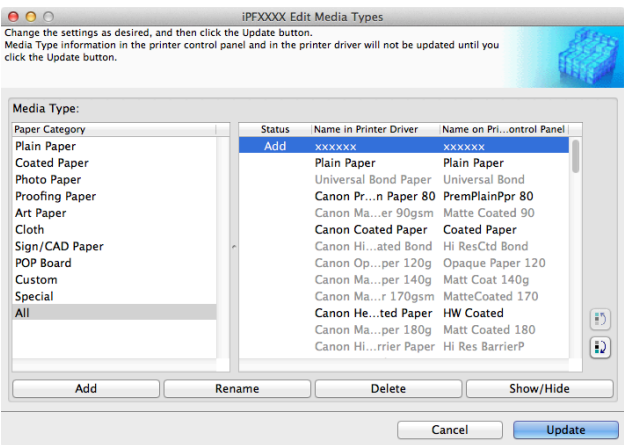 iPFXXXX Edit Media Types
Change the settings as desired, and then click the Update button.
Media Type information in the printer control panel and in the printer driver will not be updated until you
click the Update button.
Media Type:
Paper Category
Plain Paper
Coated Paper
Photo Paper
Proofing Paper
Art Paper
Cloth
Sign/CAD Paper
POP Board
Custom
Special
All
Status Name in Printer Driver Name on Pri...ontrol Panel
Add xxxxxx xxxxxx
Plain Paper Plain Paper
Universal Bond Paper Universal Bond
Canon Pr...n Paper 80 PremPlainPpr 80
Canon Ma...er 90gsm Matte Coated 90
Canon Coated Paper Coated Paper
Canon Hi...ated Bond Hi ResCtd Bond
Canon Op...per 120g Opaque Paper 120
Canon Ma...per 140g Matt Coat 140g
Canon Ma...r 170gsm MatteCoated 170
Canon He...ted Paper HW Coated
Canon Ma...per 180g Matt Coated 180
Canon Hi...rrier Paper Hi Res BarrierP
Add Rename Delete Show/Hide
Cancel Update